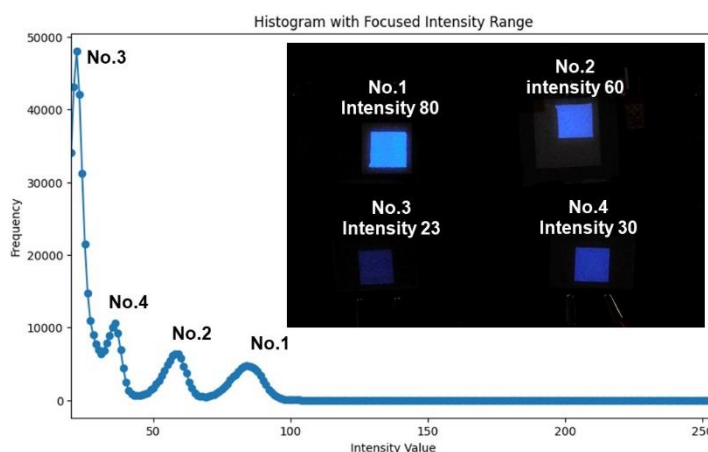 Histogram with Focused Intensity Range
50000
40000
30000
20000
10000
0
Frequency
No.3
No.4
No.2
No.1
No.1
Intensity 80
No.2
intensity 60
No.3
Intensity 23
No.4
Intensity 30
50
100
150
200
250
Intensity Value